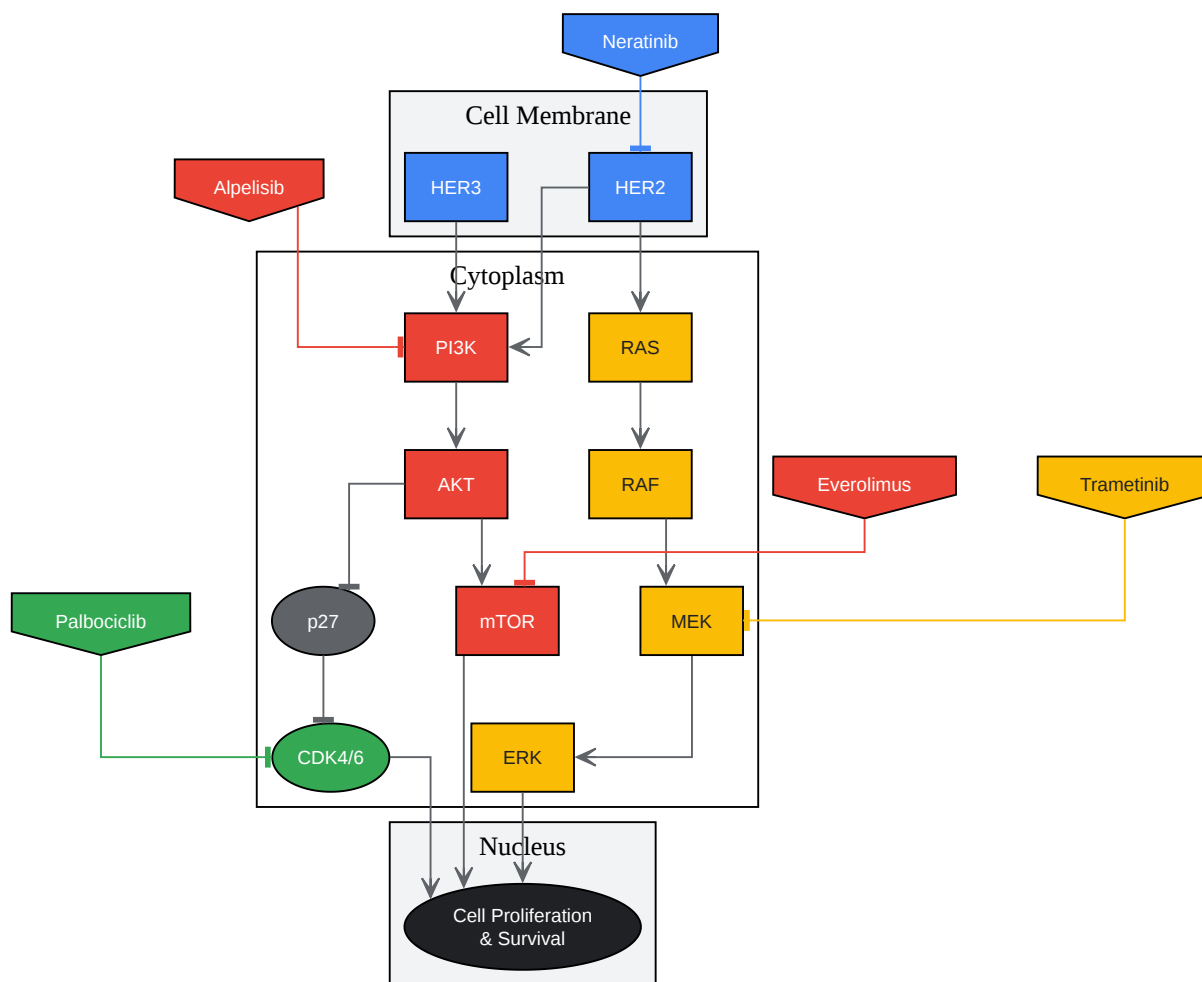 Neratinib
Cell Membrane
Alpelisib
HER3
HER2
Cytoplasm
PI3K
RAS
AKT
RAF
Everolimus
Trametinib
Palbociclib
p27
mTOR
MEK
CDK4/6
ERK
Nucleus
Cell Proliferation
& Survival